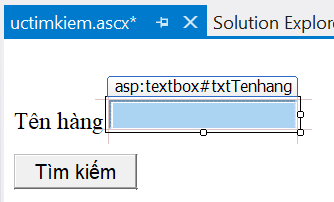 uctimkiem.ascx*
Solution Explore
asp:textbox#txtTenhang
Tên hàng
Tìm kiếm